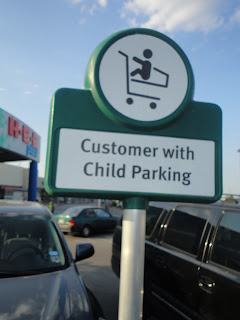 H-E-B
Customer with
Child Parking